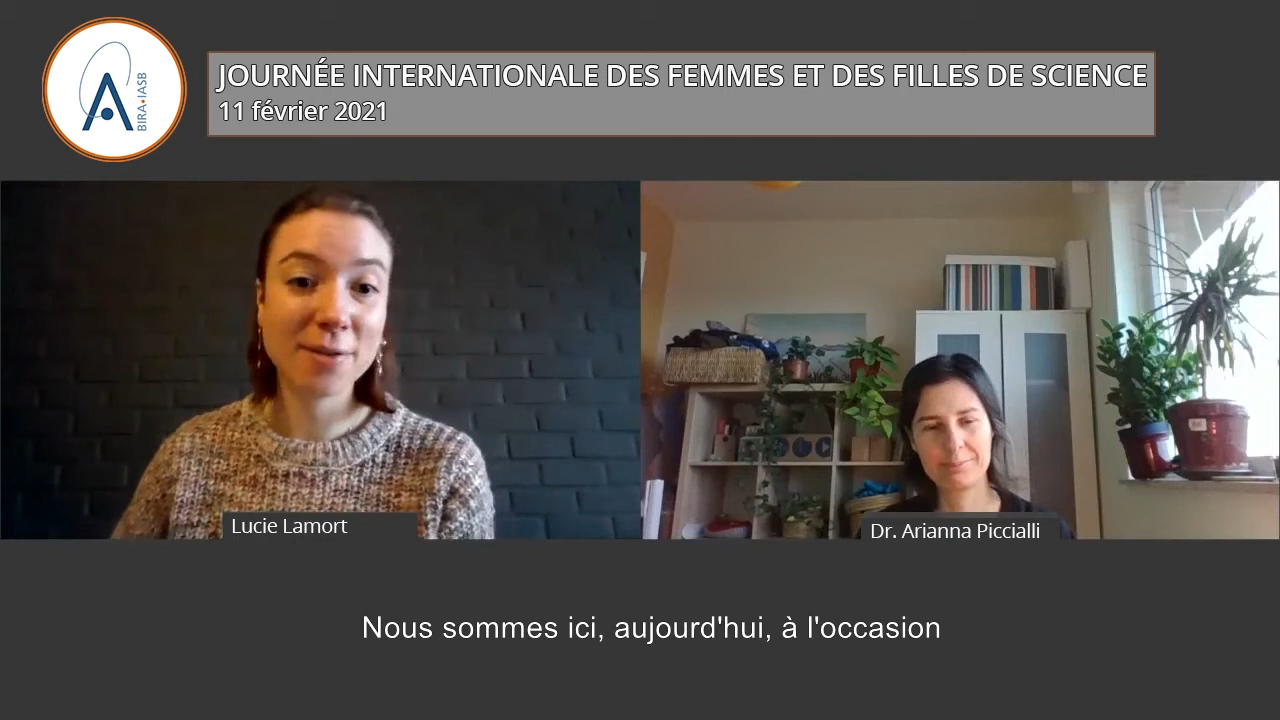 BIRA•IASB
JOURNÉE INTERNATIONALE DES FEMMES ET DES FILLES DE SCIENCE
11 février 2021
Lucie Lamort
Dr. Arianna Piccialli
Nous sommes ici, aujourd'hui, à l'occasion